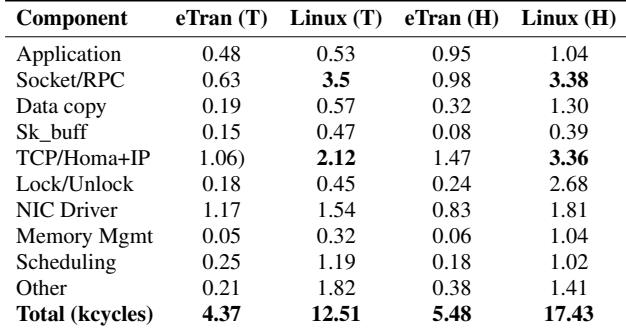 Component eTran (T) Linux (T) eTran (H) Linux (H)
Application 0.48 0.53 0.95 1.04
Socket/RPC 0.63 3.5 0.98 3.38
Data copy 0.19 0.57 0.32 1.30
Sk_buff 0.15 0.47 0.08 0.39
TCP/Homa+IP 1.06) 2.12 1.47 3.36
Lock/Unlock 0.18 0.45 0.24 2.68
NIC Driver 1.17 1.54 0.83 1.81
Memory Mgmt 0.05 0.32 0.06 1.04
Scheduling 0.25 1.19 0.18 1.02
Other 0.21 1.82 0.38 1.41
Total (kcycles) 4.37 12.51 5.48 17.43